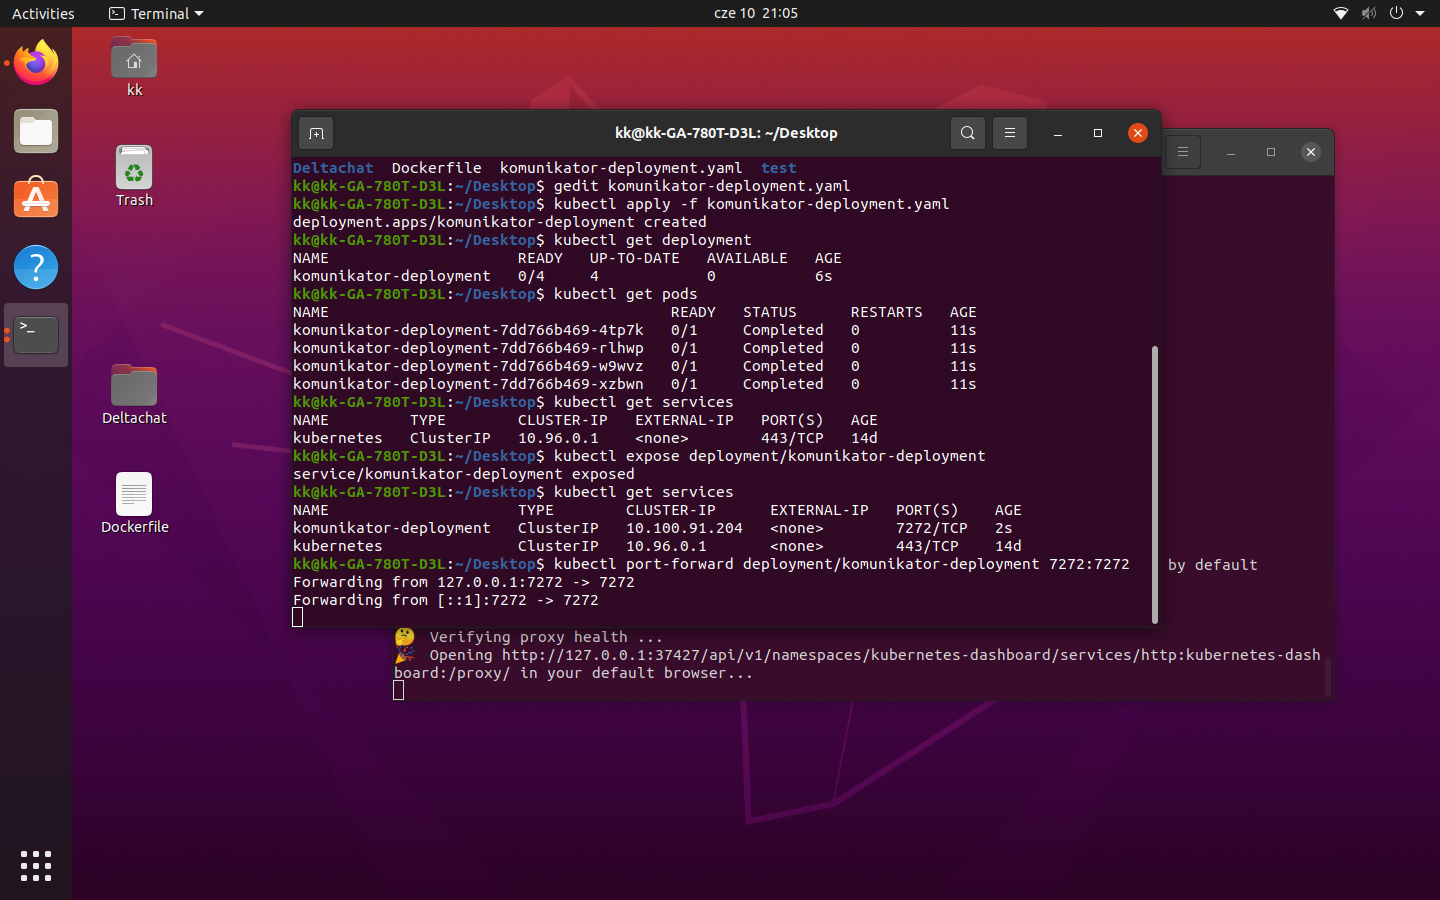 Activities
Terminal
cze 10 21:05
kk
Trash
Deltachat
Dockerfile
kk@kk-GA-780T-D3L: ~/Desktop
Deltachat Dockerfile komunikator-deployment.yaml test
kk@kk-GA-780T-D3L:~/Desktop$ gedit komunikator-deployment.yaml
kk@kk-GA-780T-D3L:~/Desktop$ kubectl apply -f komunikator-deployment.yaml
deployment.apps/komunikator-deployment created
kk@kk-GA-780T-D3L:~/Desktop$ kubectl get deployment
NAME READY UP-TO-DATE AVAILABLE AGE
komunikator-deployment 0/4 4 0 6s
kk@kk-GA-780T-D3L:~/Desktop$ kubectl get pods
NAME READY STATUS RESTARTS AGE
komunikator-deployment-7dd766b469-4tp7k 0/1 Completed 0 11s
komunikator-deployment-7dd766b469-rlhwp 0/1 Completed 0 11s
komunikator-deployment-7dd766b469-w9wvz 0/1 Completed 0 11s
komunikator-deployment-7dd766b469-xzbwn 0/1 Completed 0 11s
kk@kk-GA-780T-D3L:~/Desktop$ kubectl get services
NAME TYPE CLUSTER-IP EXTERNAL-IP PORT(S) AGE
kubernetes ClusterIP 10.96.0.1 <none> 443/TCP 14d
kk@kk-GA-780T-D3L:~/Desktop$ kubectl expose deployment/komunikator-deployment
service/komunikator-deployment exposed
kk@kk-GA-780T-D3L:~/Desktop$ kubectl get services
NAME TYPE CLUSTER-IP EXTERNAL-IP PORT(S) AGE
komunikator-deployment ClusterIP 10.100.91.204 <none> 7272/TCP 2s
kubernetes ClusterIP 10.96.0.1 <none> 443/TCP 14d
kk@kk-GA-780T-D3L:~/Desktop$ kubectl port-forward deployment/komunikator-deployment 7272:7272
Forwarding from 127.0.0.1:7272 -> 7272
Forwarding from [::1]:7272 -> 7272
by default
🤔 Verifying proxy health ...
🎉 Opening http://127.0.0.1:37427/api/v1/namespaces/kubernetes-dashboard/services/http:kubernetes-dash
board:/proxy/ in your default browser...